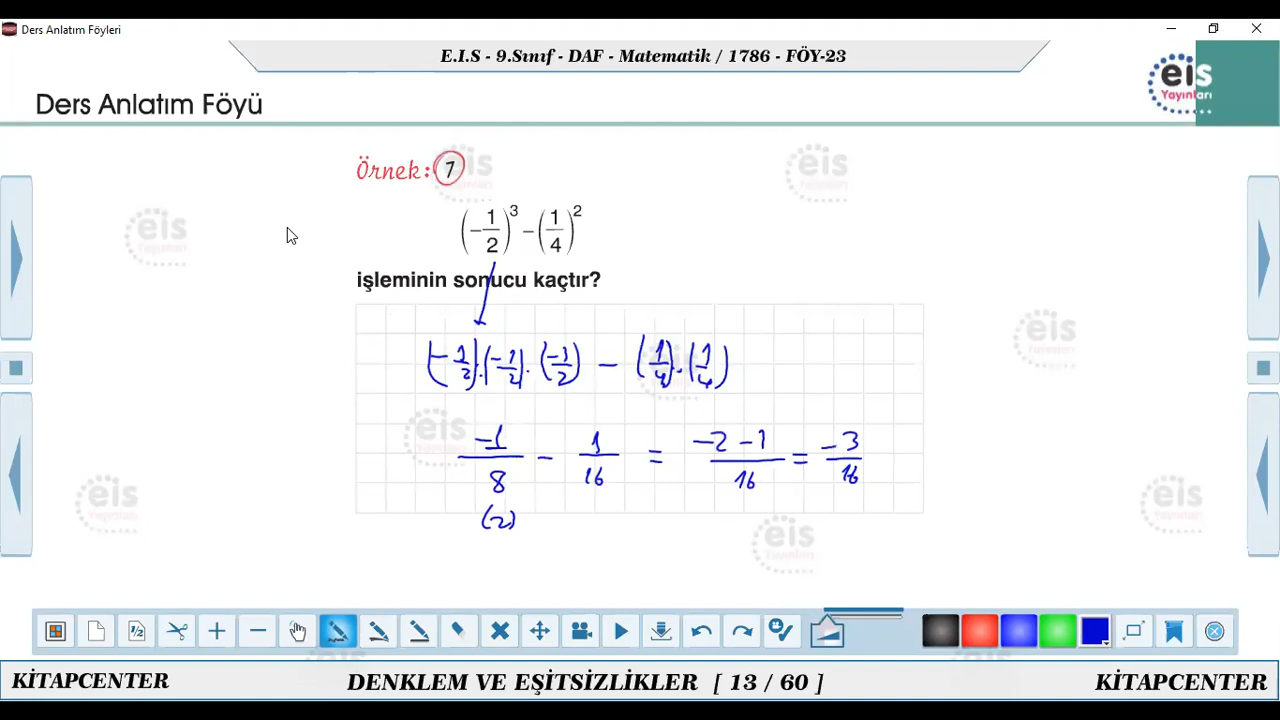 Ders Anlatım Föyleri
E.I.S - 9.Sınıf - DAF - Matematik / 1786 - FÖY-23
eis
Yayınları
Ders Anlatım Föyü
Örnek: 7
(-1/2)^3 - (1/4)^2
işleminin sonucu kaçtır?
(-1/2).(-1/2).(-1/2) - (1/4).(1/4)
-1/8 - 1/16 = -2-1/16 = -3/16
(2)
KİTAPCENTER
DENKLEM VE EŞİTSİZLİKLER [ 13 / 60 ]
KİTAPCENTER